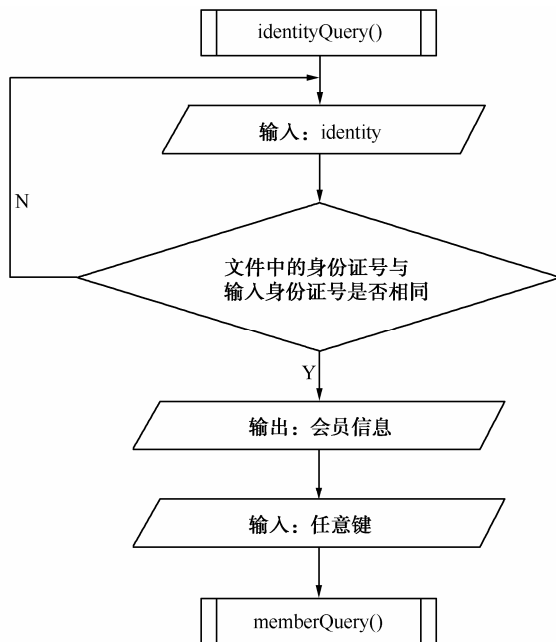 identityQuery()
输入：identity
N
文件中的身份证号与
输入身份证号是否相同
Y
输出：会员信息
输入：任意键
memberQuery()